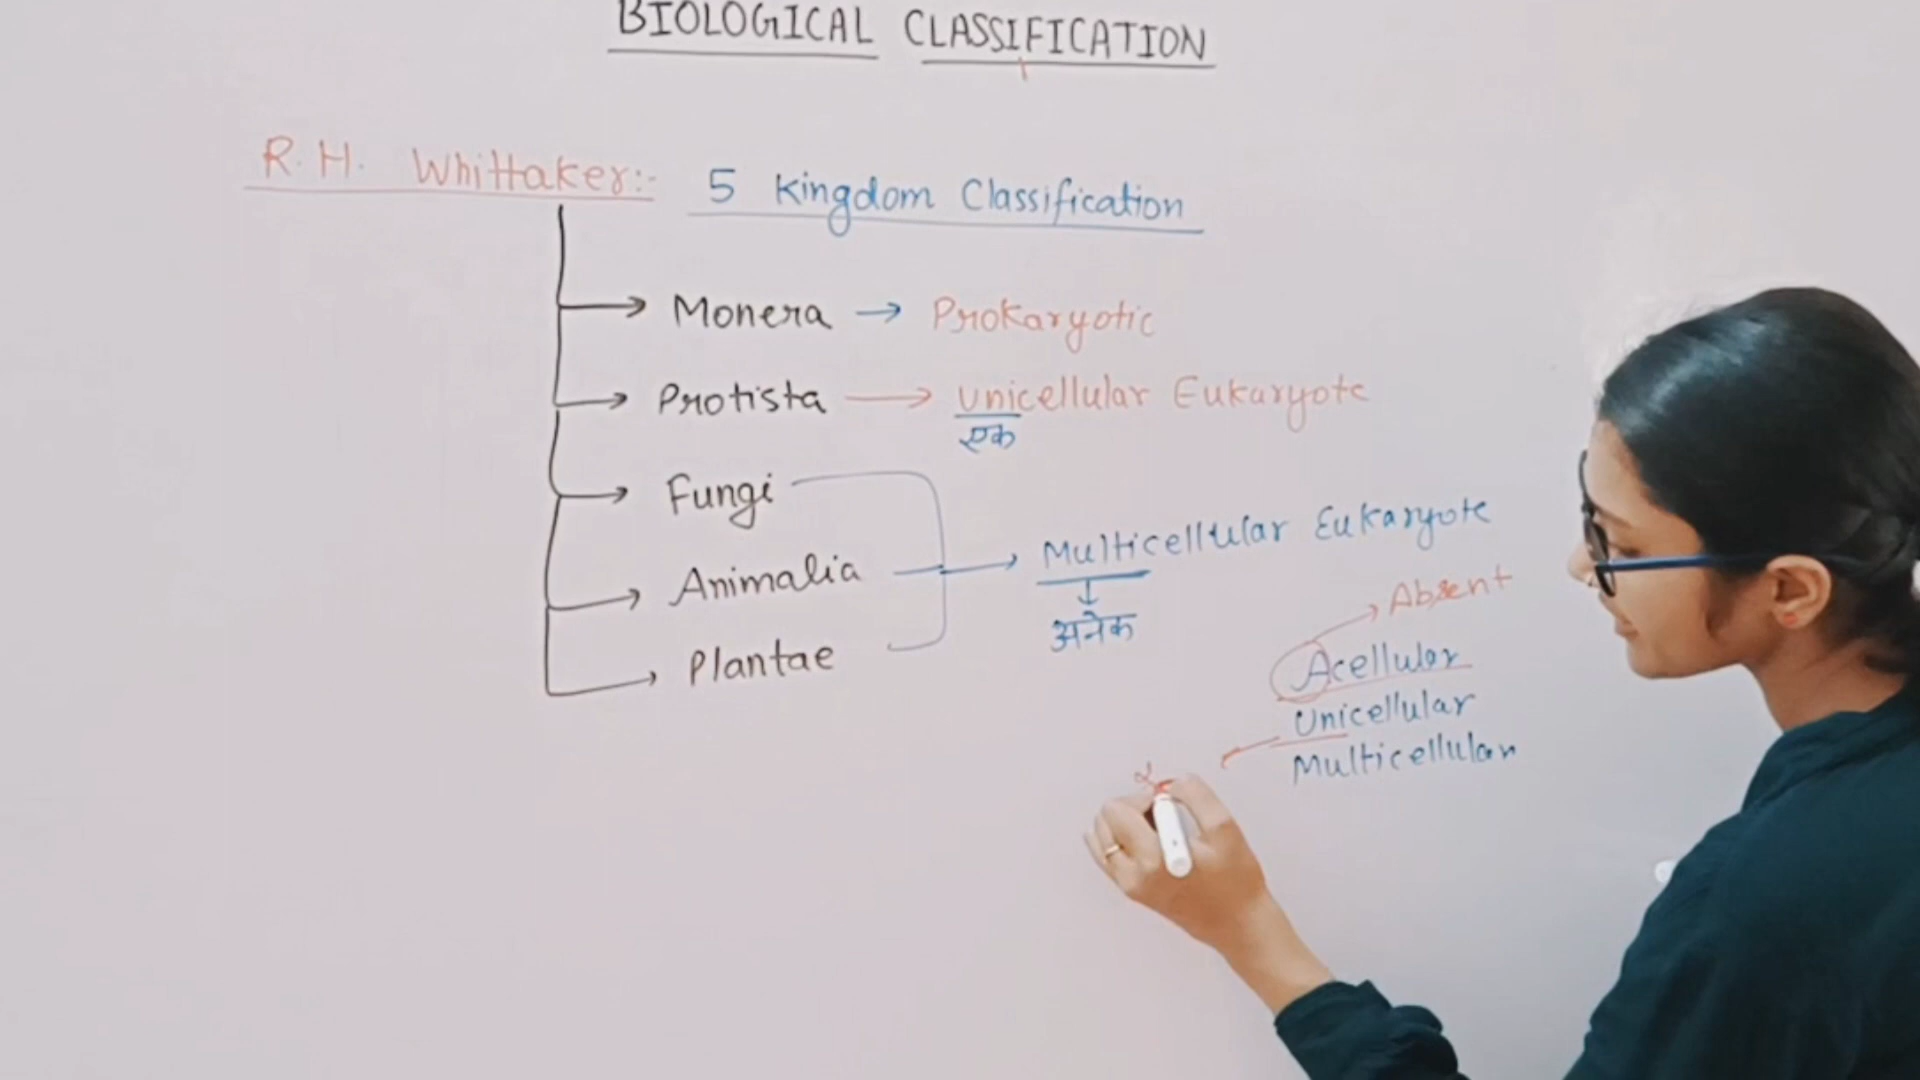 BIOLOGICAL CLASSIFICATION
R. H. Whittaker:- 5 Kingdom Classification
Monera → Prokaryotic
Protista → Unicellular Eukaryote
एक
Fungi
Animalia → Multicellular Eukaryote
अनेक
Plantae
Absent
Acellular
Unicellular
Multicellular